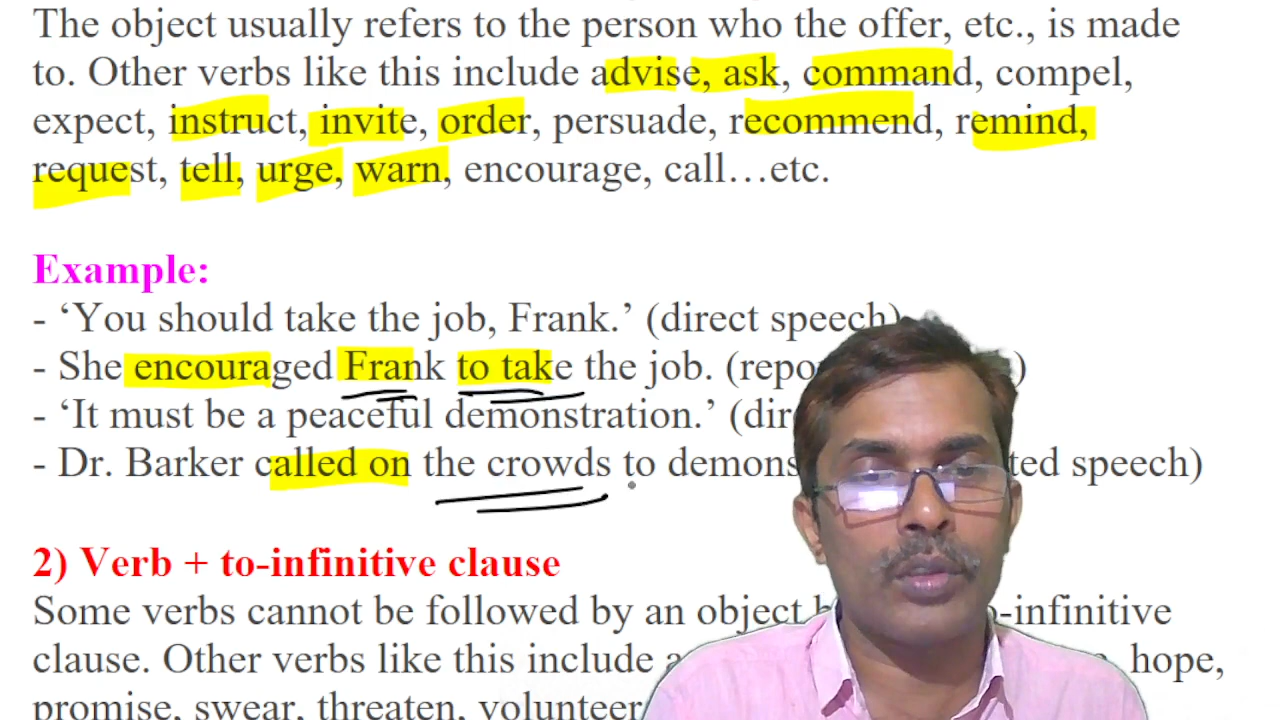 The object usually refers to the person who the offer, etc., is made
to. Other verbs like this include advise, ask, command, compel,
expect, instruct, invite, order, persuade, recommend, remind,
request, tell, urge, warn, encourage, call…etc.
Example:
- ‘You should take the job, Frank.’ (direct speech)
- She encouraged Frank to take the job. (repo )
- ‘It must be a peaceful demonstration.’ (dir
- Dr. Barker called on the crowds to demons ted speech)
2) Verb + to-infinitive clause
Some verbs cannot be followed by an object b o-infinitive
clause. Other verbs like this include a , hope,
promise, swear, threaten, volunteer